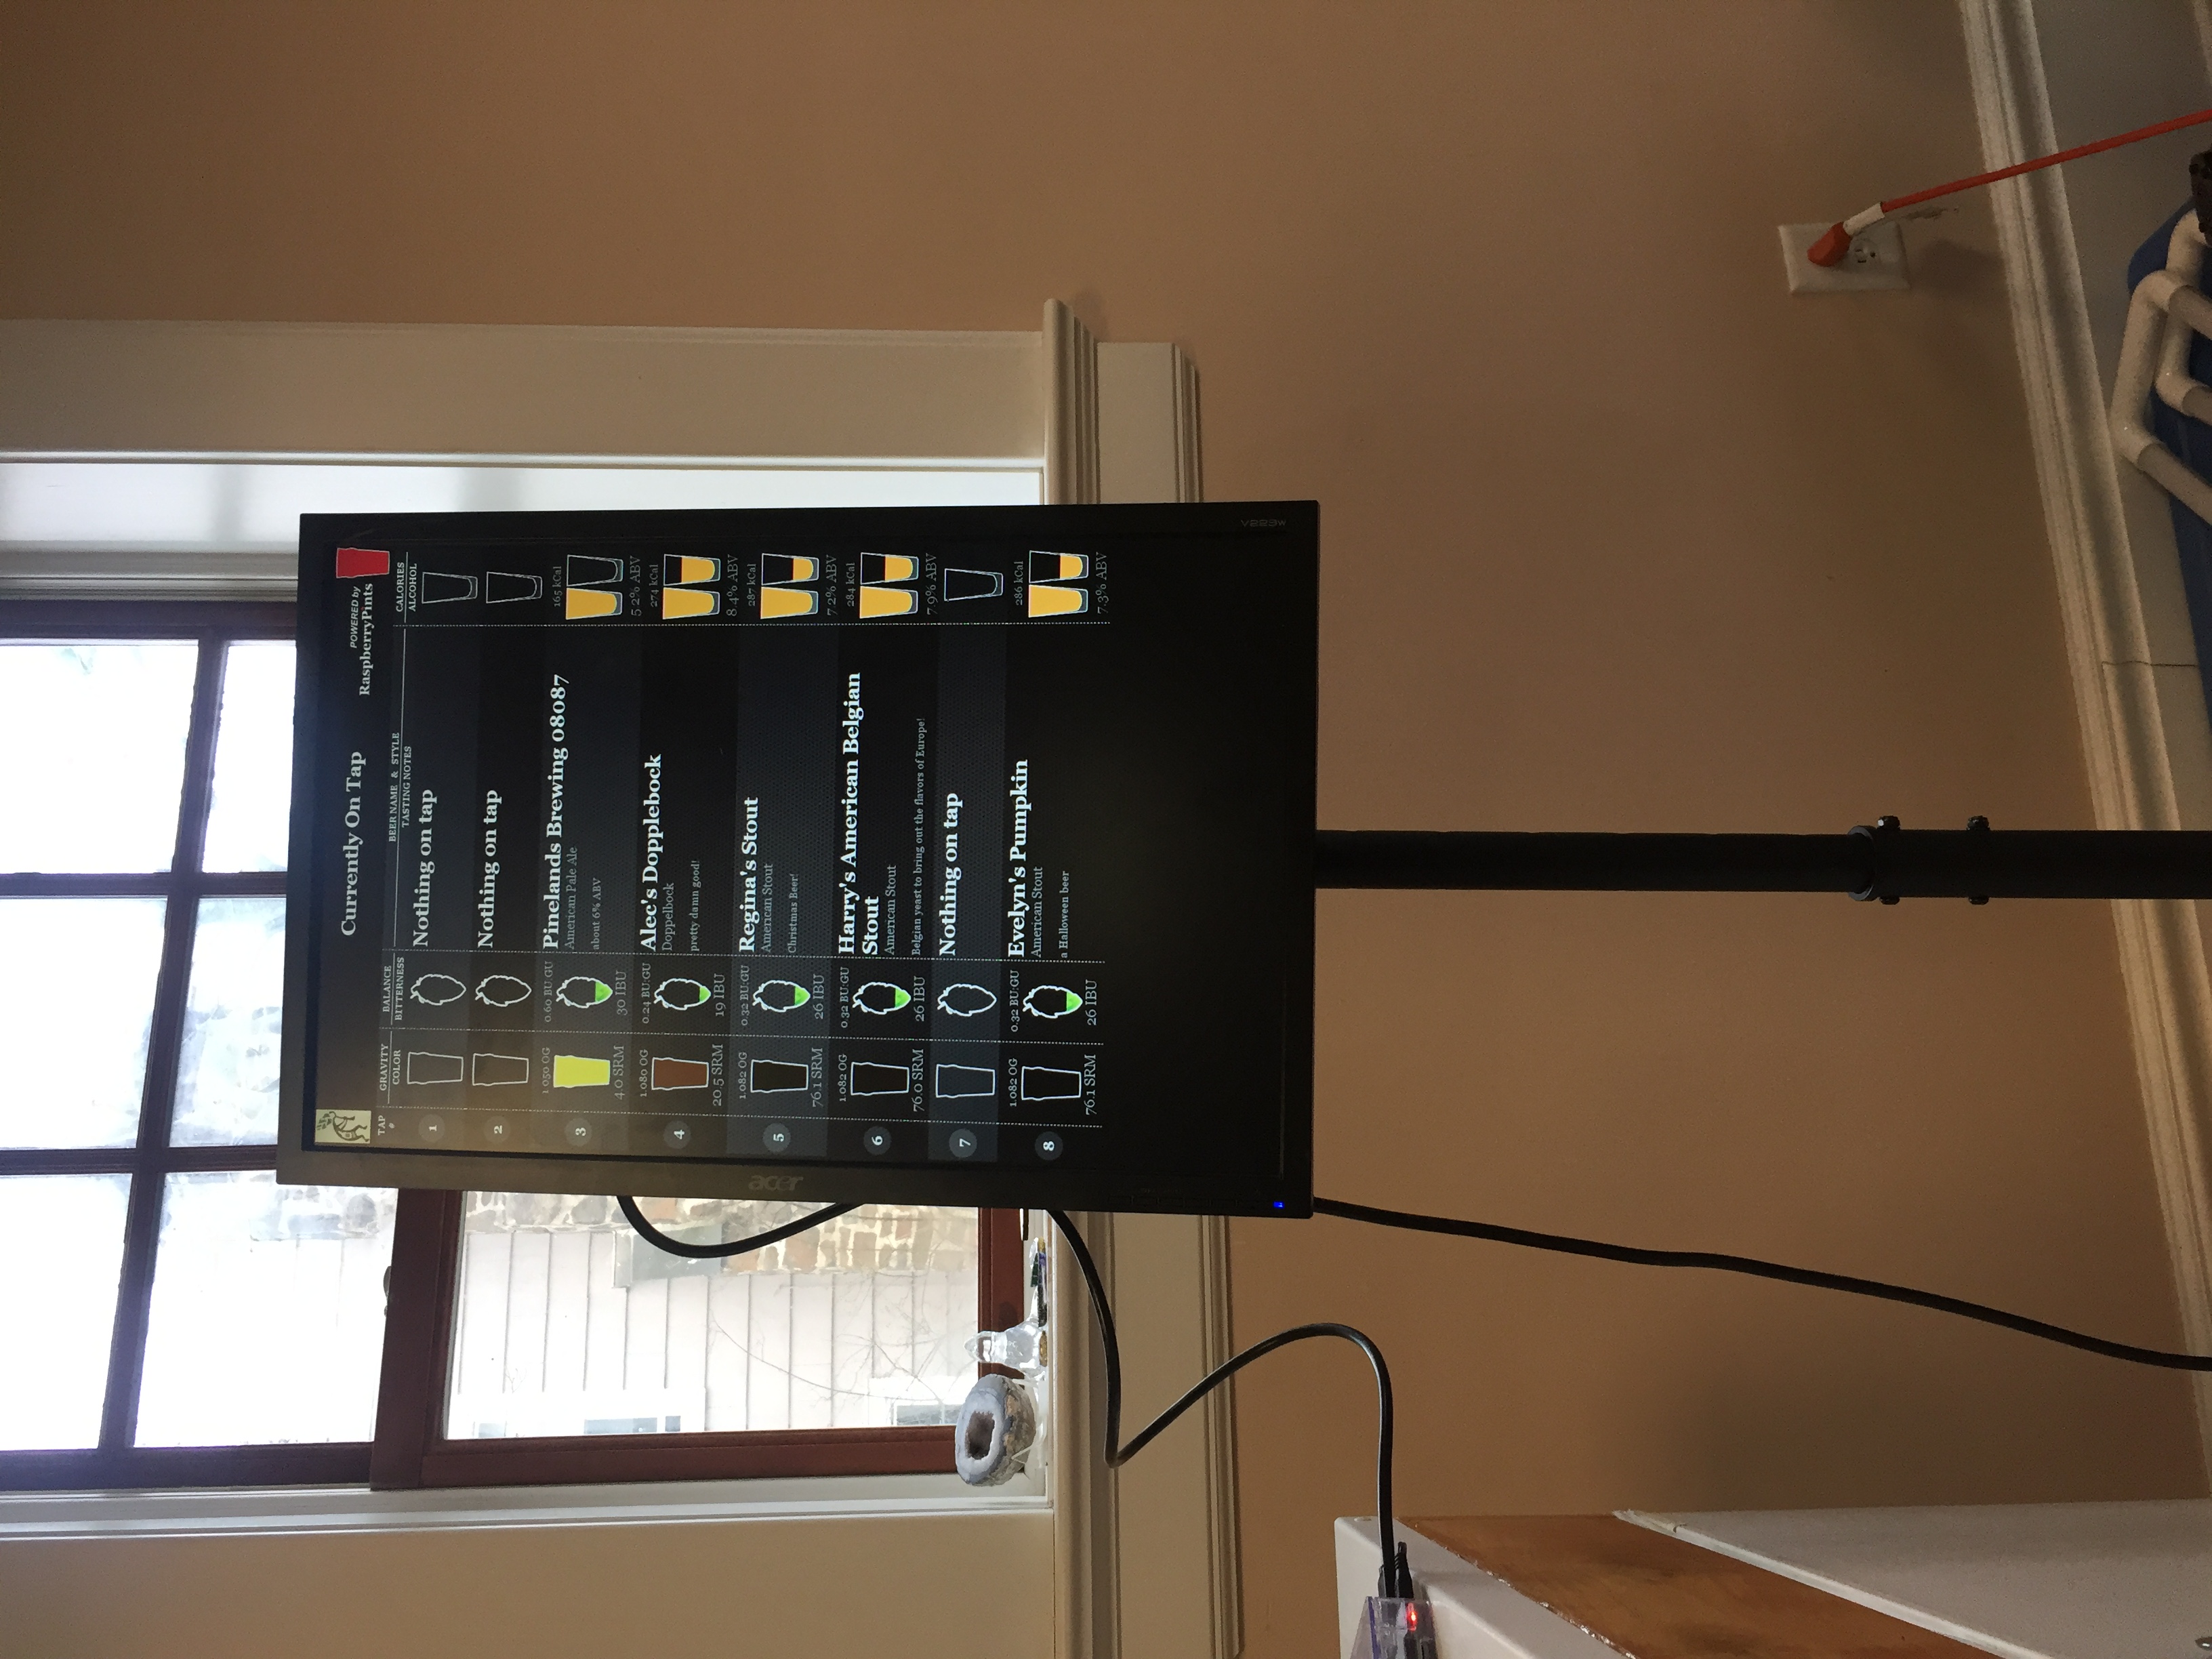 Currently On Tap
POWERED by
RaspberryPints
TAP #
GRAVITY
COLOR
BALANCE
BITTERNESS
BEER NAME & STYLE
TASTING NOTES
CALORIES
ALCOHOL
1
Nothing on tap
2
Nothing on tap
3
1.050 OG
4.0 SRM
0.60 BU:GU
30 IBU
Pinelands Brewing 08087
American Pale Ale
about 6% ABV
165 kCal
5.2% ABV
4
1.080 OG
20.5 SRM
0.24 BU:GU
19 IBU
Alec's Dopplebock
Doppelbock
pretty damn good!
274 kCal
8.4% ABV
5
1.082 OG
76.1 SRM
0.32 BU:GU
26 IBU
Regina's Stout
American Stout
Christmas Beer!
287 kCal
7.2% ABV
6
1.082 OG
76.0 SRM
0.32 BU:GU
26 IBU
Harry's American Belgian
Stout
American Stout
Belgian yeast to bring out the flavors of Europe!
284 kCal
7.9% ABV
7
Nothing on tap
8
1.082 OG
76.1 SRM
0.32 BU:GU
26 IBU
Evelyn's Pumpkin
American Stout
a Halloween beer
286 kCal
7.3% ABV
acer
V223W